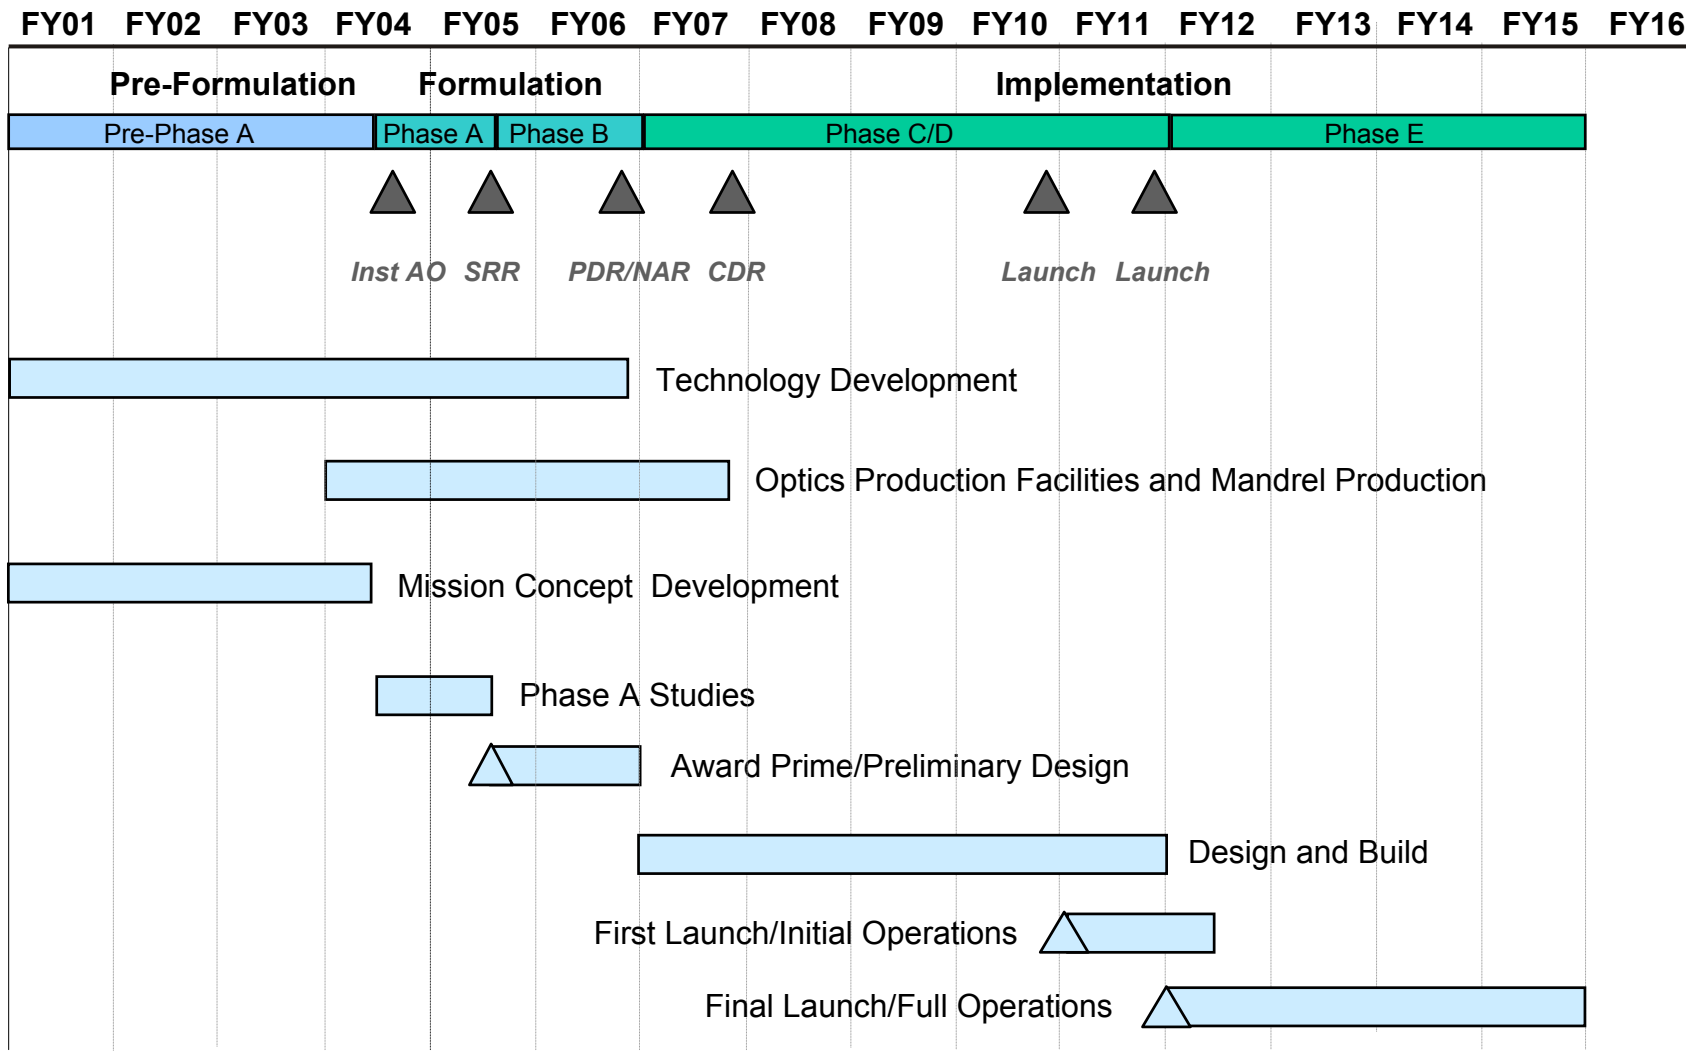 FY01 FY02 FY03 FY04 FY05 FY06 FY07 FY08 FY09 FY10 FY11 FY12 FY13 FY14 FY15 FY16
Pre-Formulation Formulation Implementation
Pre-Phase A Phase A Phase B Phase C/D Phase E
Inst AO SRR PDR/NAR CDR Launch Launch
Technology Development
Optics Production Facilities and Mandrel Production
Mission Concept Development
Phase A Studies
Award Prime/Preliminary Design
Design and Build
First Launch/Initial Operations
Final Launch/Full Operations